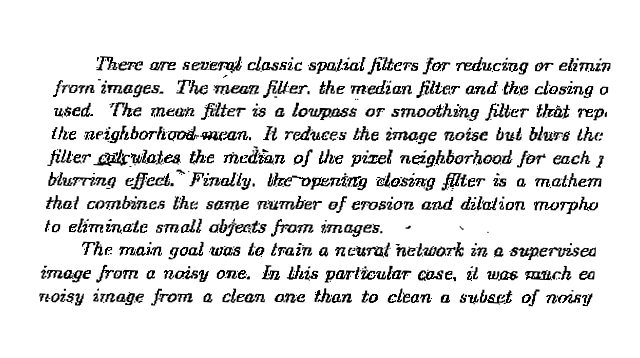 There are several classic spatial filters for reducing or elimin
from images. The mean filter, the median filter and the closing o
used. The mean filter is a lowpass or smoothing filter that rep
the neighborhood mean. It reduces the image noise but blurs the
filter calculates the median of the pixel neighborhood for each p
blurring effect. Finally, the opening closing filter is a mathem
that combines the same number of erosion and dilation morpho
to eliminate small objects from images.
The main goal was to train a neural network in a supervised
image from a noisy one. In this particular case, it was much ea
noisy image from a clean one than to clean a subset of noisy